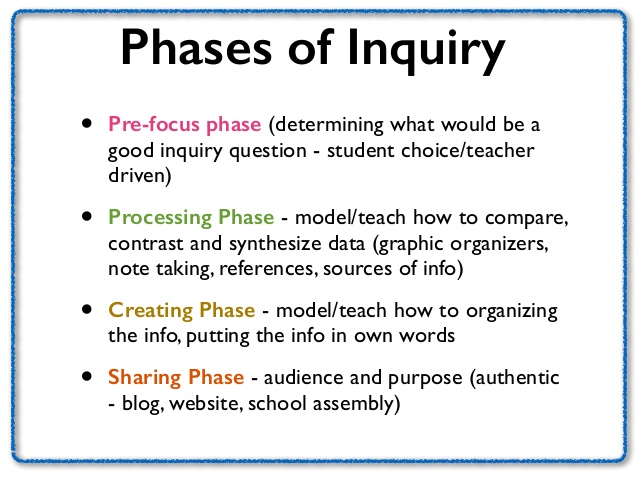 Phases of Inquiry
• Pre-focus phase (determining what would be a
good inquiry question - student choice/teacher
driven)
• Processing Phase - model/teach how to compare,
contrast and synthesize data (graphic organizers,
note taking, references, sources of info)
• Creating Phase - model/teach how to organizing
the info, putting the info in own words
• Sharing Phase - audience and purpose (authentic
- blog, website, school assembly)